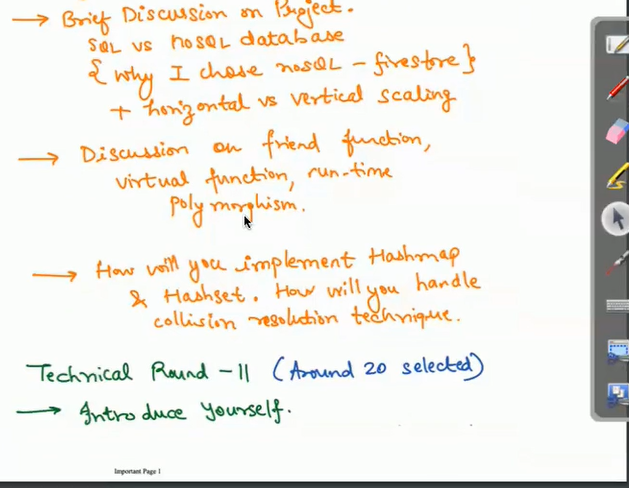 → Brief Discussion on Project.
SQL vs noSQL database
{ Why I chose noSQL - firestore }
+ horizontal vs vertical scaling
→ Discussion on friend function,
virtual function, run-time
polymorphism.
→ How will you implement Hashmap
& Hashset. How will you handle
collision resolution technique.
Technical Round - II (Around 20 selected)
→ Introduce Yourself.
Important Page 1